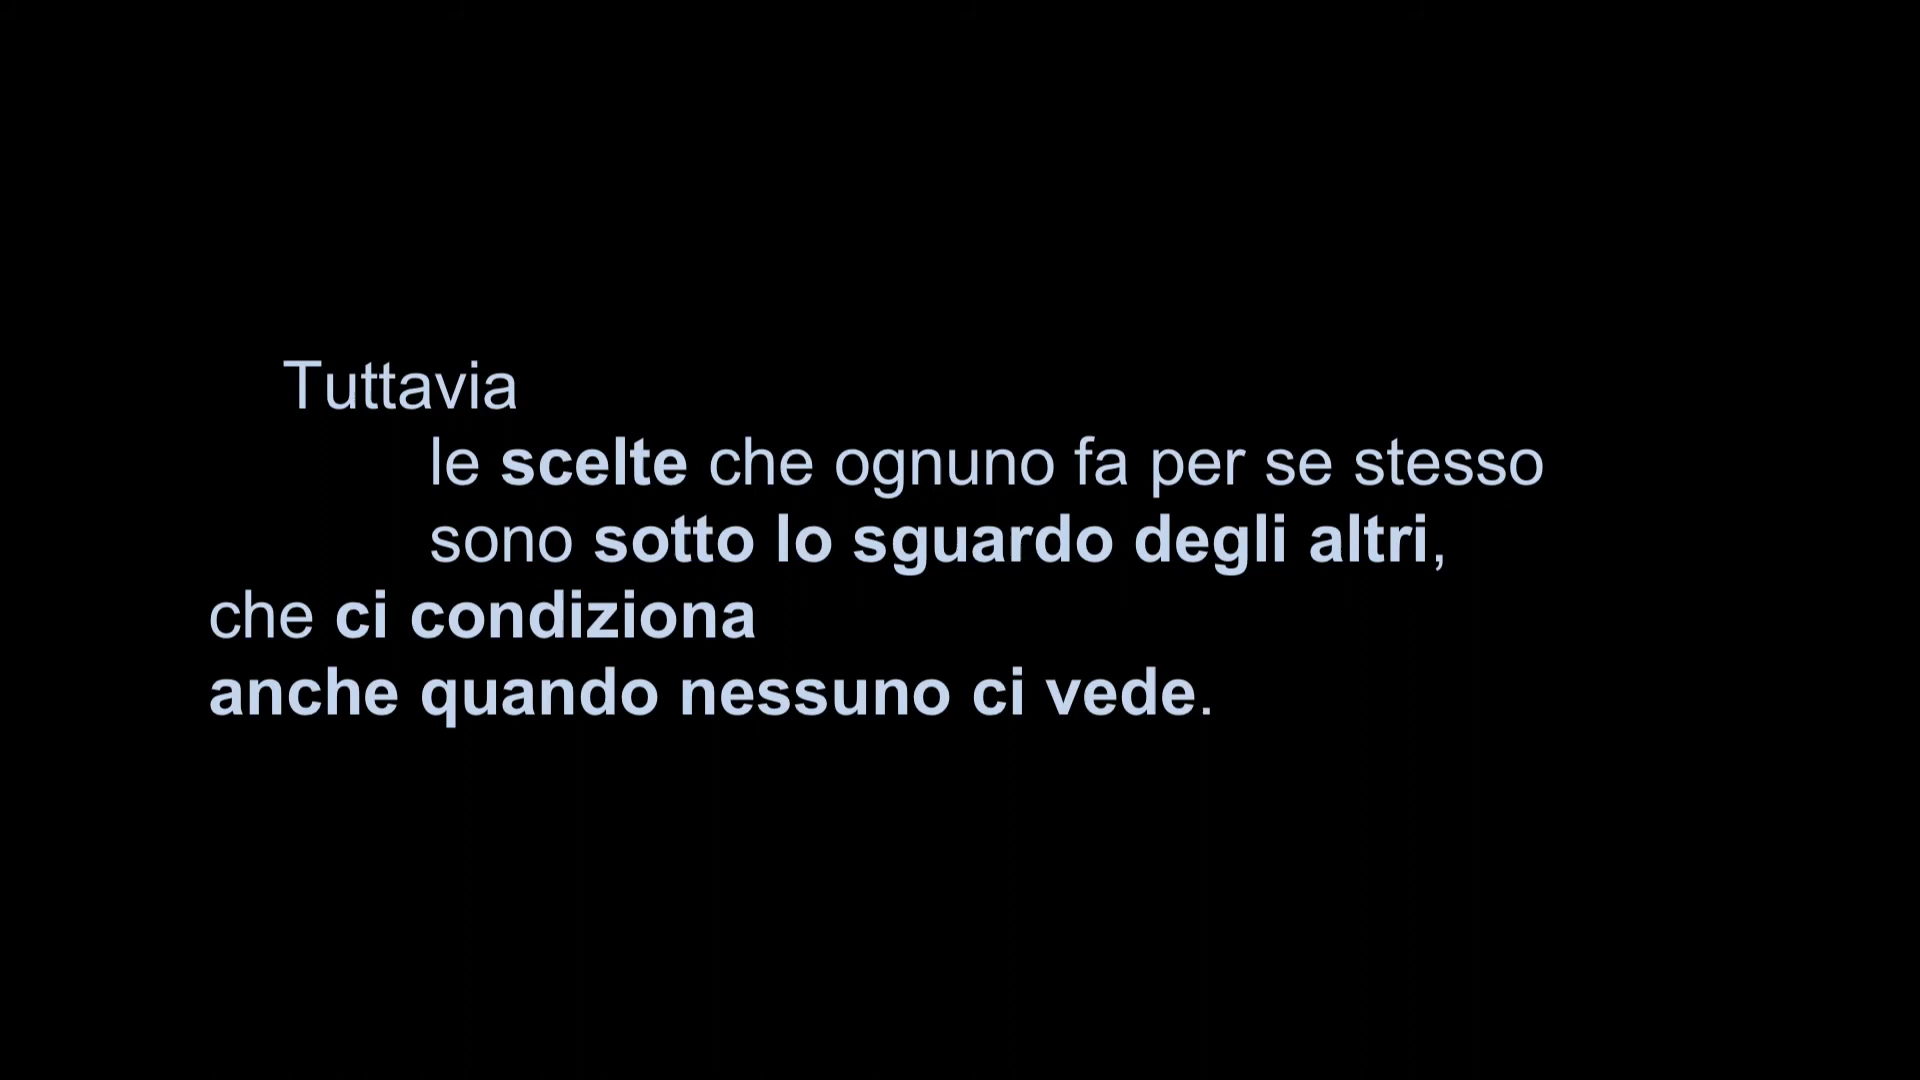 Tuttavia
le scelte che ognuno fa per se stesso
sono sotto lo sguardo degli altri,
che ci condiziona
anche quando nessuno ci vede.